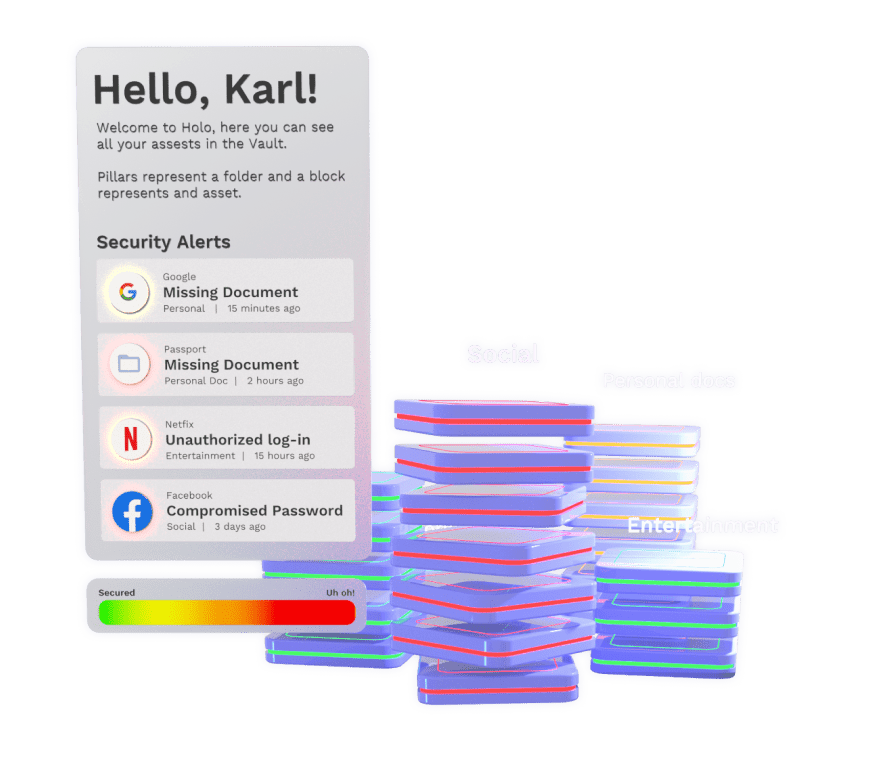 Hello, Karl!
Welcome to Holo, here you can see
all your assests in the Vault.
Pillars represent a folder and a block
represents and asset.
Security Alerts
Google
Missing Document
Personal | 15 minutes ago
Passport
Missing Document
Personal Doc | 2 hours ago
Netfix
Unauthorized log-in
Entertainment | 15 hours ago
Facebook
Compromised Password
Social | 3 days ago
Secured
Uh oh!
Social
Personal docs
Entertainment